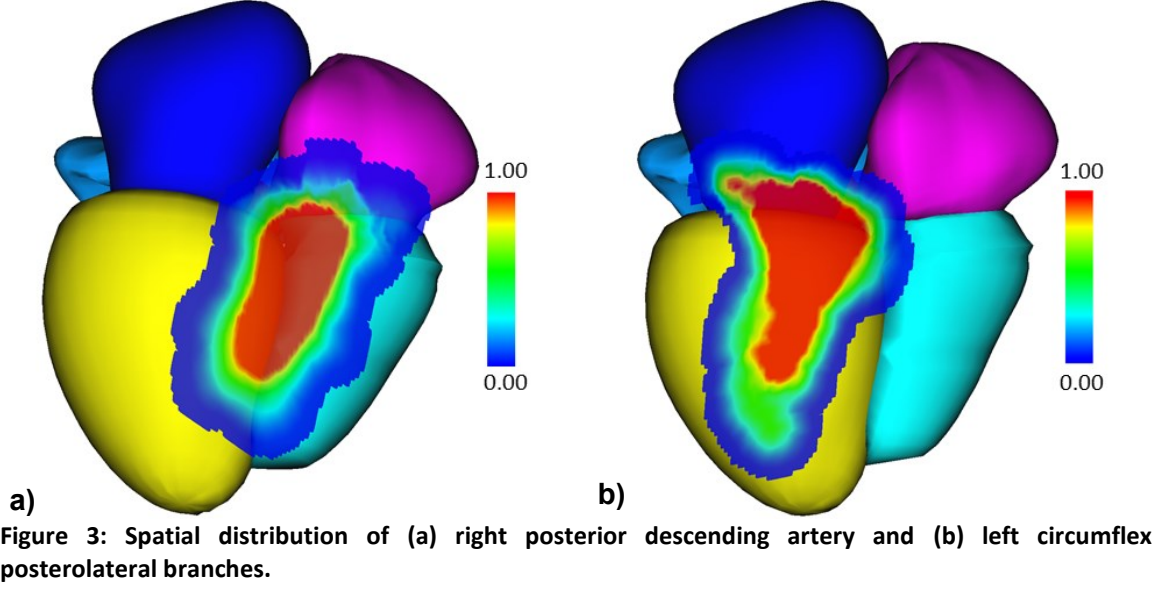 1.00
0.00
1.00
0.00
a)
b)
Figure 3: Spatial distribution of (a) right posterior descending artery and (b) left circumflex
posterolateral branches.